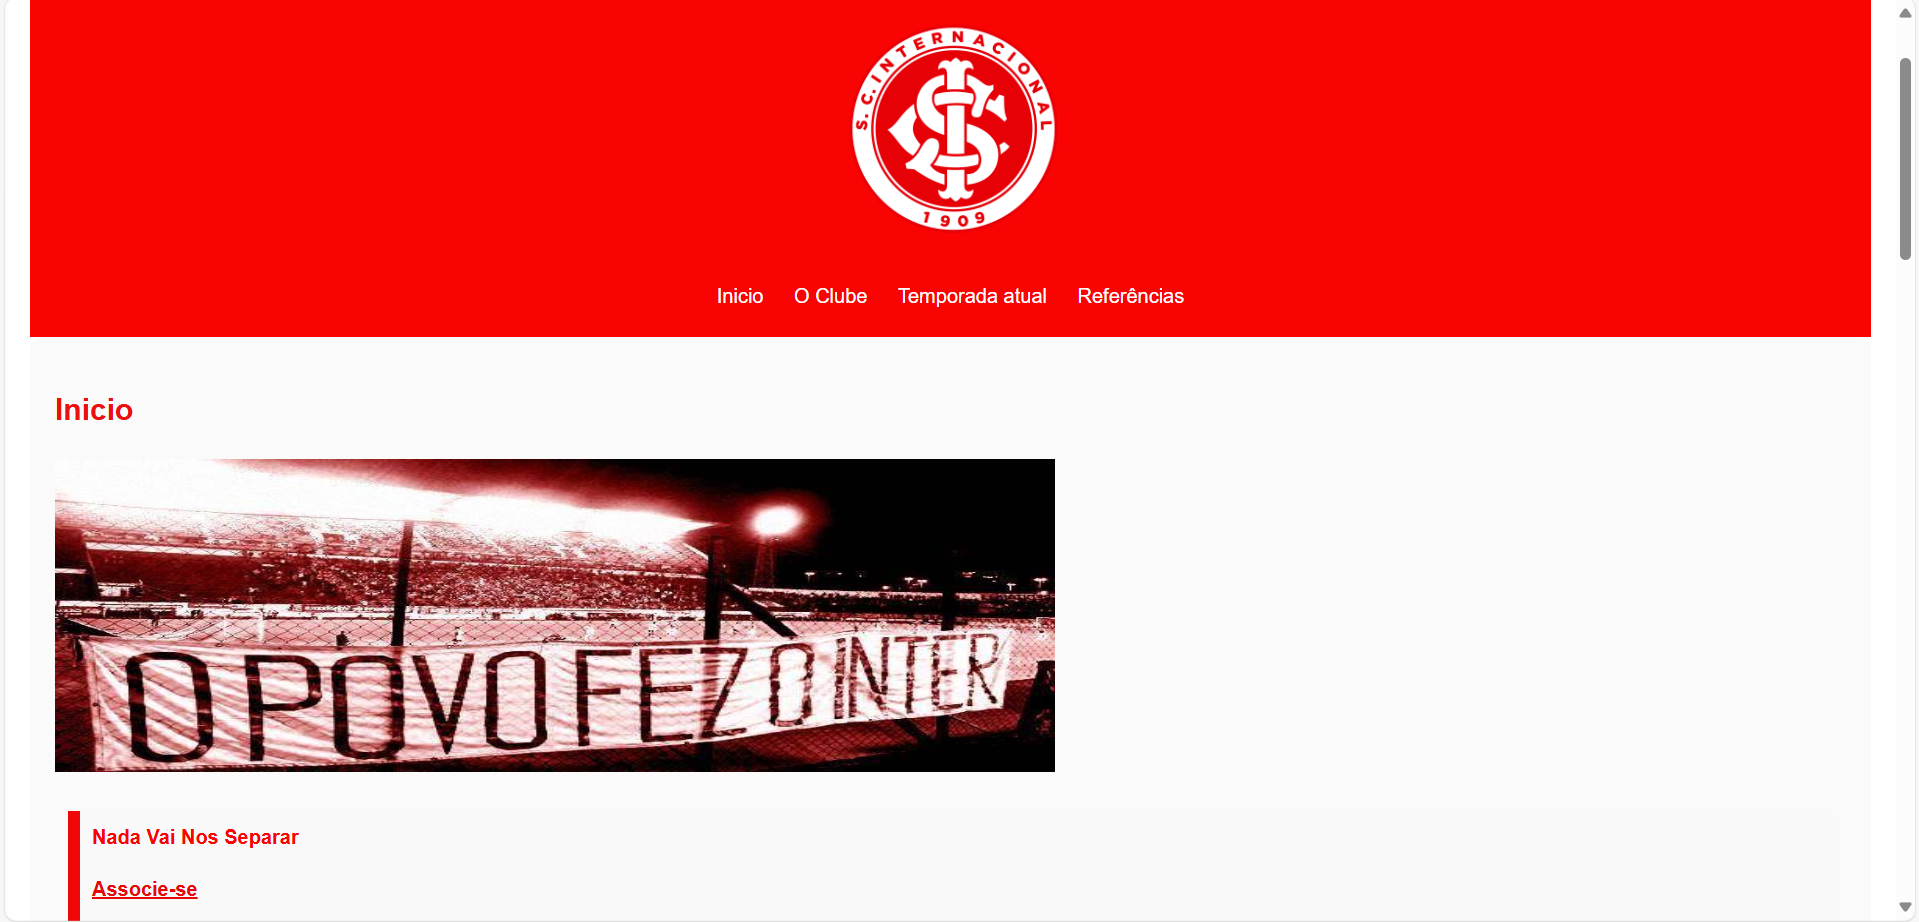 S.C. INTERNACIONAL
1909
Inicio
O Clube
Temporada atual
Referências
Inicio
O POVO FEZ O INTER
Nada Vai Nos Separar
Associe-se